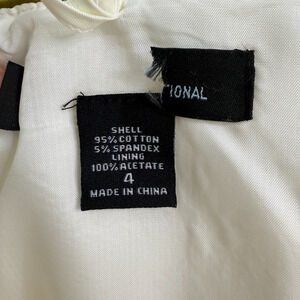 TIONAL
SHELL
95% COTTON
5% SPANDEX
LINING
100% ACETATE
4
MADE IN CHINA